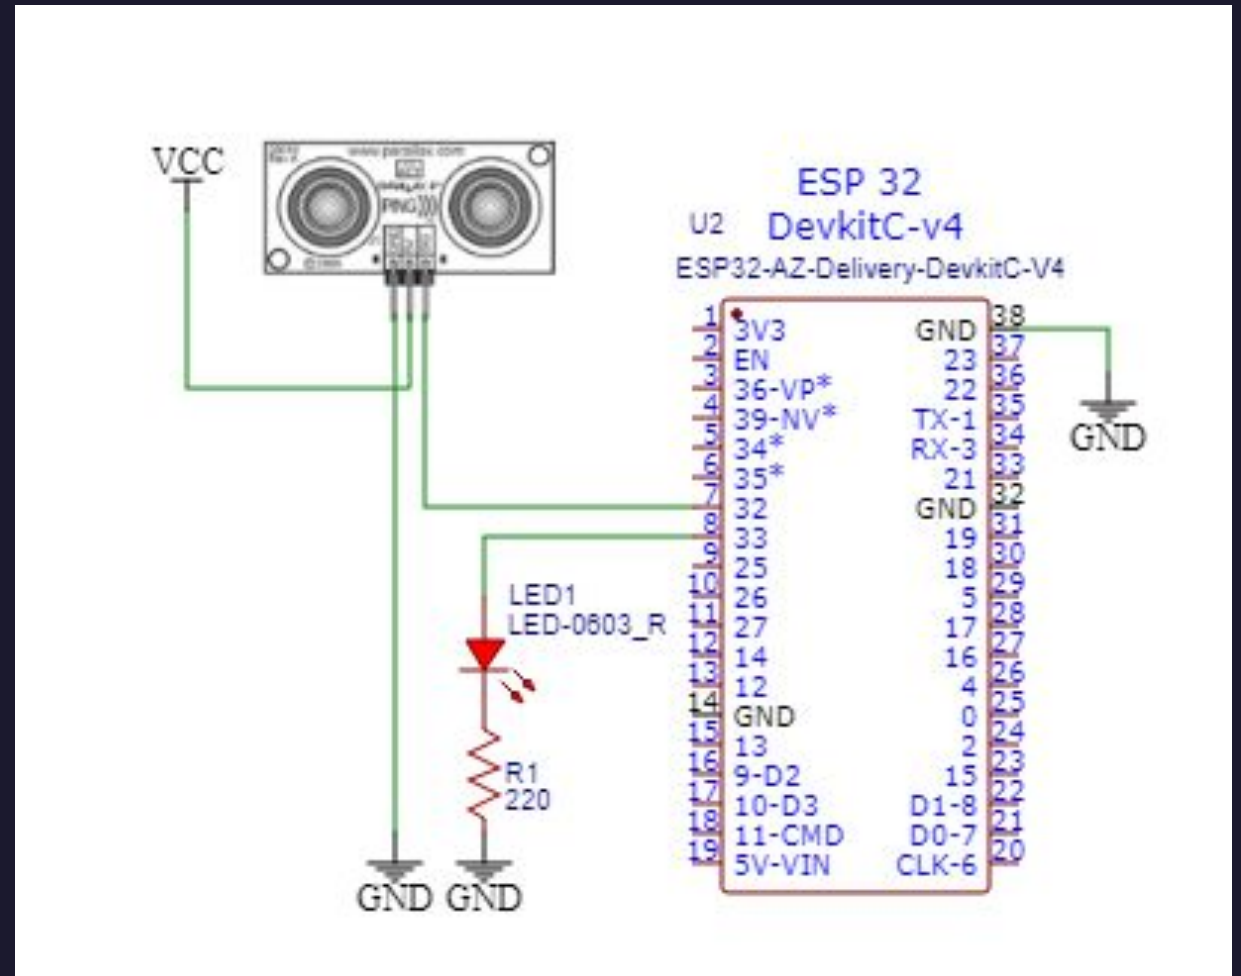 VCC
www.parallax.com
PING)))
ESP 32
U2 DevkitC-v4
ESP32-AZ-Delivery-DevkitC-V4
1 3V3 GND 38
2 EN 23 37
3 36-VP* 22 36
4 39-NV* TX-1 35
5 34* RX-3 34
6 35* 21 33
7 32 GND 32
8 33 19 31
9 25 18 30
10 26 5 29
11 27 17 28
12 14 16 27
13 12 4 26
14 GND 0 25
15 13 2 24
16 9-D2 15 23
17 10-D3 D1-8 22
18 11-CMD D0-7 21
19 5V-VIN CLK-6 20
GND
LED1
LED-0603_R
R1
220
GND GND